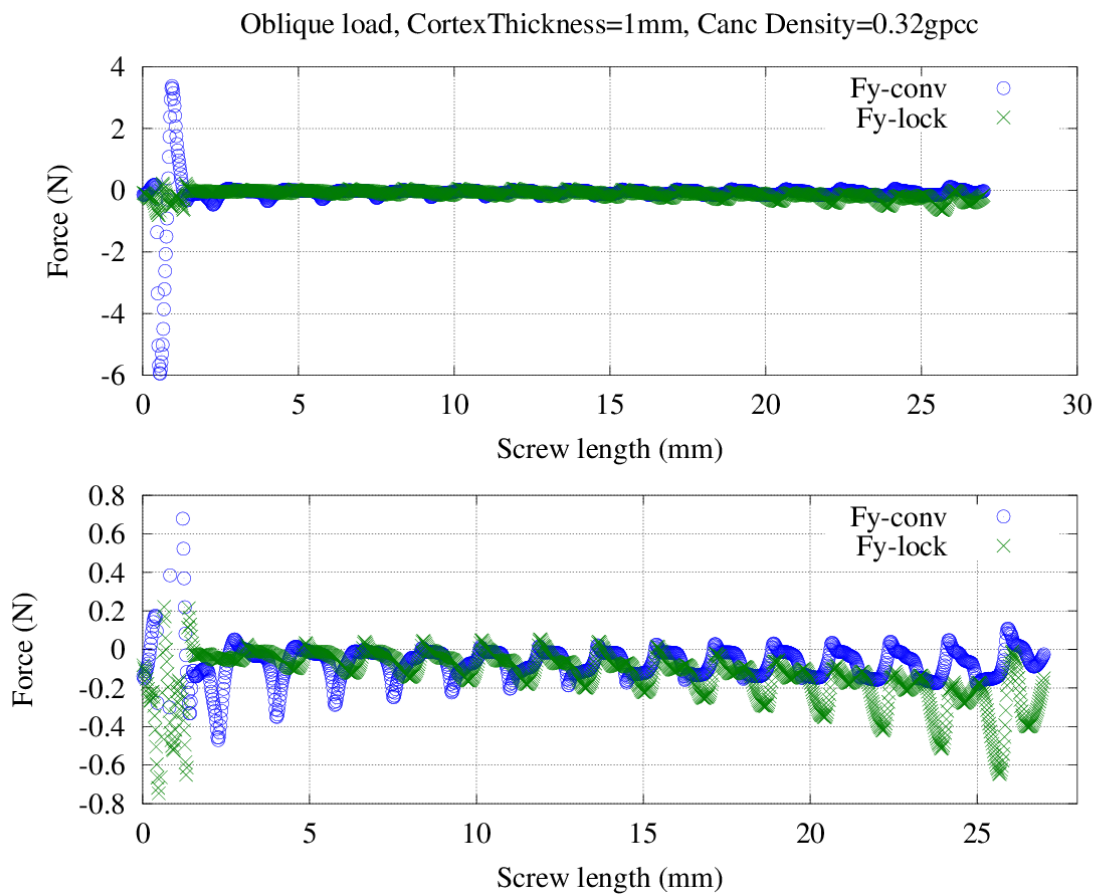 Oblique load, CortexThickness=1mm, Canc Density=0.32gpcc
4
2
0
-2
-4
-6
Force (N)
Fy-conv
Fy-lock
0 5 10 15 20 25 30
Screw length (mm)
0.8
0.6
0.4
0.2
0
-0.2
-0.4
-0.6
-0.8
Force (N)
Fy-conv
Fy-lock
0 5 10 15 20 25
Screw length (mm)